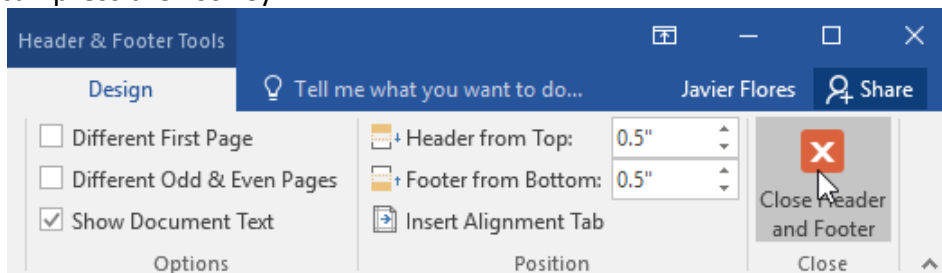 Header & Footer Tools
Design
Tell me what you want to do...
Javier Flores
Share
Different First Page
Header from Top: 0.5"
Different Odd & Even Pages
Footer from Bottom: 0.5"
Close Header
Show Document Text
Insert Alignment Tab
and Footer
Options
Position
Close